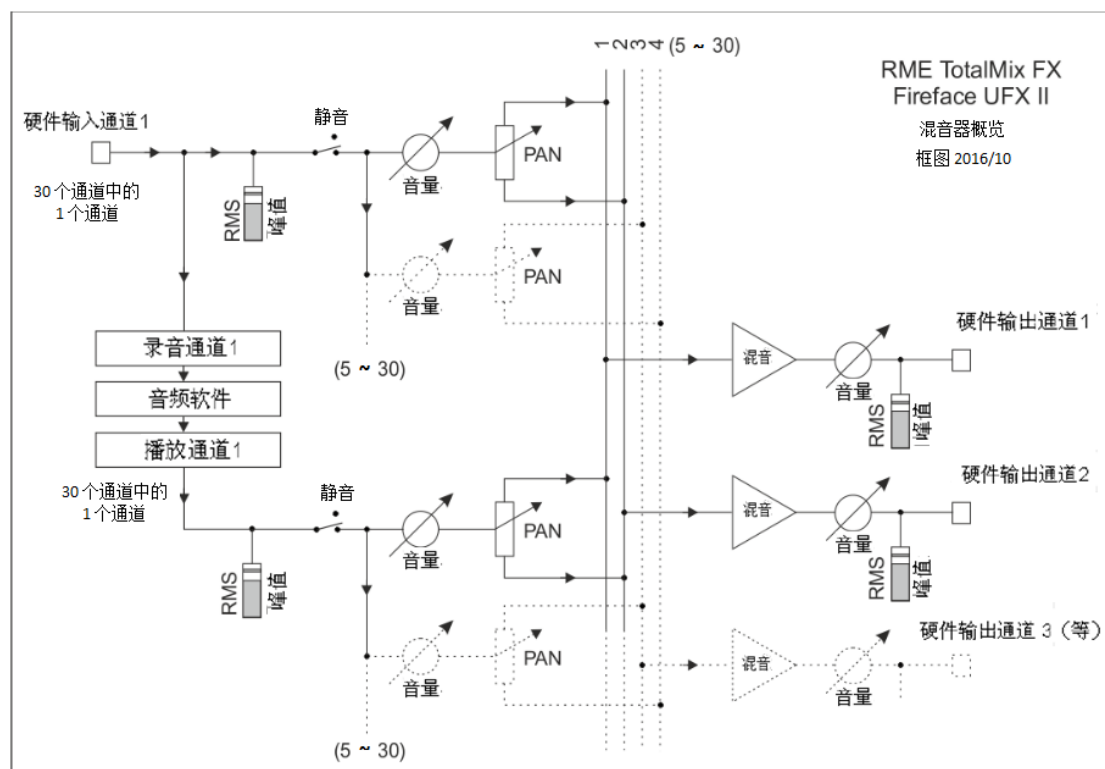 1
2
3
4
(5 ~ 30)
RME TotalMix FX
Fireface UFX II
混音器概览
框图 2016/10
硬件输入通道1
静音
PAN
音量
30个通道中的
1个通道
RMS
峰值
PAN
音量
(5 ~ 30)
录音通道1
音频软件
播放通道1
硬件输出通道1
混音
音量
RMS
峰值
30个通道中的
1个通道
静音
PAN
音量
RMS
峰值
硬件输出通道2
混音
音量
RMS
峰值
PAN
音量
(5 ~ 30)
硬件输出通道 3（等）
混音
音量